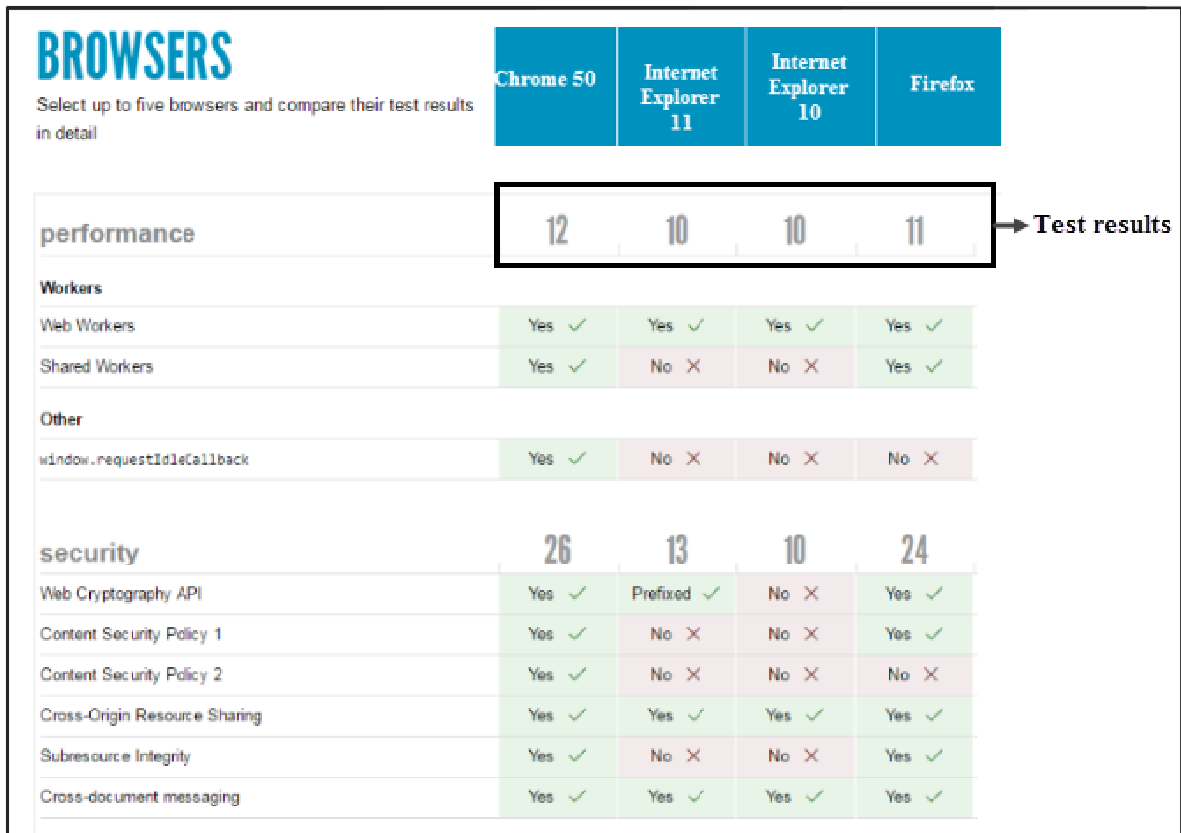 BROWSERS
Select up to five browsers and compare their test results
in detail
Chrome 50
Internet
Explorer
11
Internet
Explorer
10
Firefox
performance 12 10 10 11
Test results
Workers
Web Workers Yes Yes Yes Yes
Shared Workers Yes No No Yes
Other
window.requestIdleCallback Yes No No No
security 26 13 10 24
Web Cryptography API Yes Prefixed No Yes
Content Security Policy 1 Yes No No Yes
Content Security Policy 2 Yes No No No
Cross-Origin Resource Sharing Yes Yes Yes Yes
Subresource Integrity Yes No No Yes
Cross-document messaging Yes Yes Yes Yes